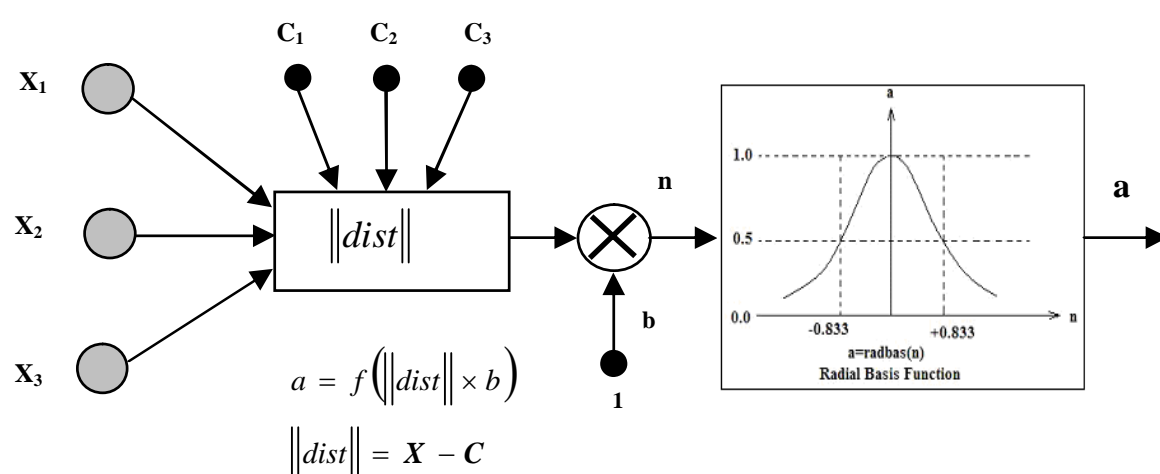 C₁ C₂ C₃
X₁
X₂
X₃
‖dist‖
n
b
1
a = f(‖dist‖ × b)
‖dist‖ = X − C
a
1.0
0.5
0.0
-0.833 +0.833
n
a=radbas(n)
Radial Basis Function
a